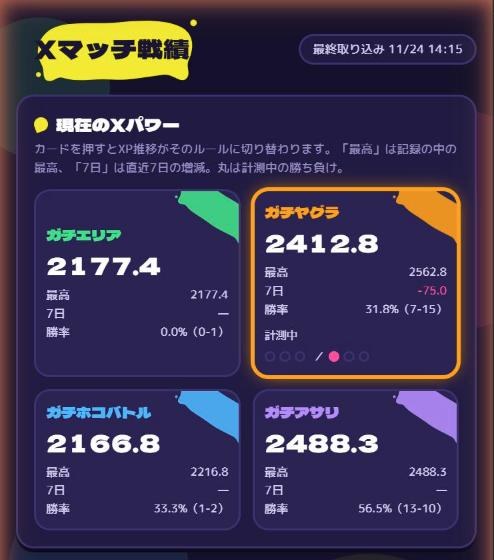 Xマッチ戦績
最終取り込み 11/24 14:15
現在のXパワー
カードを押すとXP推移がそのルールに切り替わります。「最高」は記録の中の
最高、「7日」は直近7日の増減。丸は計測中の勝ち負け。
ガチエリア
2177.4
最高 2177.4
7日 —
勝率 0.0% (0-1)
ガチヤグラ
2412.8
最高 2562.8
7日 -75.0
勝率 31.8% (7-15)
計測中
/
ガチホコバトル
2166.8
最高 2216.8
7日 —
勝率 33.3% (1-2)
ガチアサリ
2488.3
最高 2488.3
7日 —
勝率 56.5% (13-10)